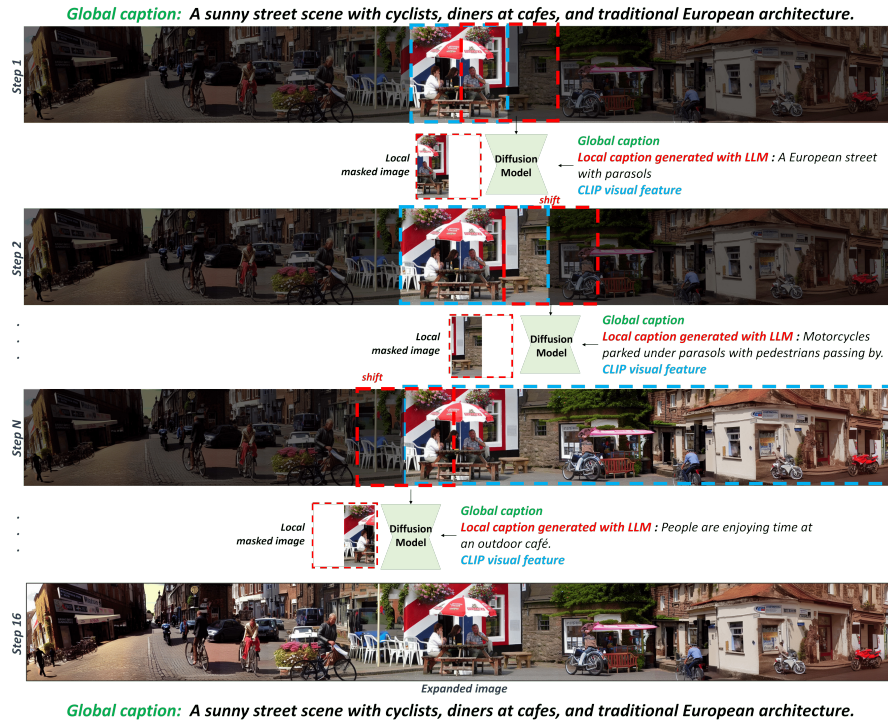 Global caption: A sunny street scene with cyclists, diners at cafes, and traditional European architecture.
Step 1
Local
masked image
Diffusion
Model
Global caption
Local caption generated with LLM : A European street
with parasols
CLIP visual feature
shift
Step 2
.
.
.
Local
masked image
Diffusion
Model
Global caption
Local caption generated with LLM : Motorcycles
parked under parasols with pedestrians passing by.
CLIP visual feature
shift
Step N
.
.
.
Local
masked image
Diffusion
Model
Global caption
Local caption generated with LLM : People are enjoying time at
an outdoor café.
CLIP visual feature
Step 16
Expanded image
Global caption: A sunny street scene with cyclists, diners at cafes, and traditional European architecture.